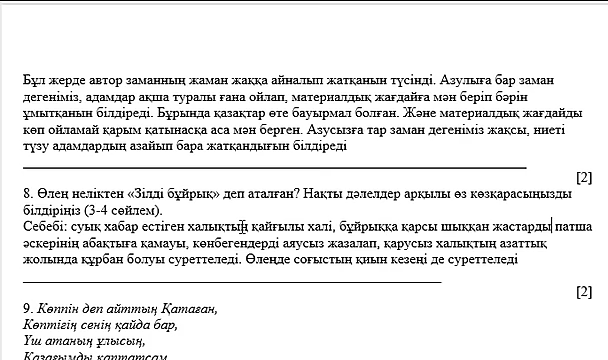 Бұл жерде автор заманның жаман жаққа айналып жатқанын түсінді. Азулыға бар заман
дегеніміз, адамдар ақша туралы ғана ойлап, материалдық жағдайға мән беріп бәрін
ұмытқанын білдіреді. Бұрында қазақтар өте бауырмал болған. Және материалдық жағдайды
көп ойламай қарым қатынасқа аса мән берген. Азусызға тар заман дегеніміз жақсы, ниеті
түзу адамдардың азайып бара жатқандығын білдіреді
[2]
8. Өлең неліктен «Зілді бұйрық» деп аталған? Нақты дәлелдер арқылы өз көзқарасыңызды
білдіріңіз (3-4 сөйлем).
Себебі: суық хабар естіген халықтың қайғылы халі, бұйрыққа қарсы шыққан жастарды патша
әскерінің абақтыға қамауы, көнбегендерді аяусыз жазалап, қарусыз халықтың азаттық
жолында құрбан болуы суреттеледі. Өлеңде соғыстың қиын кезеңі де суреттеледі
[2]
9. Көппін деп айттың Қатаған,
Көптігің сенің қайда бар,
Үш атаның ұлысың,
Қазағымды қаптатсам